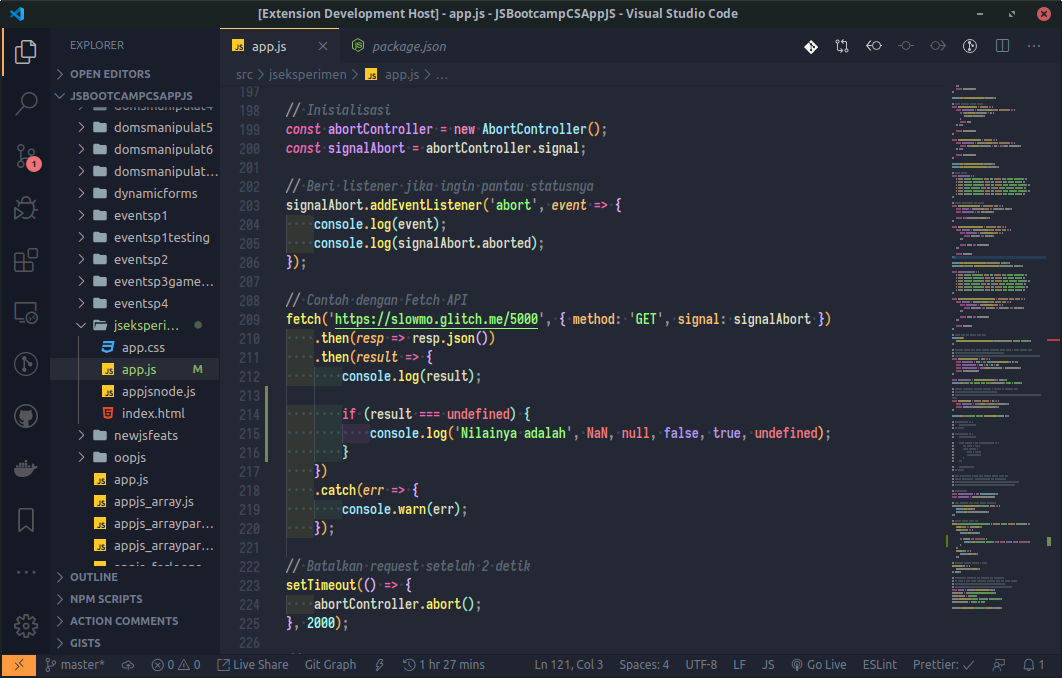 [Extension Development Host] - app.js - JSBootcampCSAppJS - Visual Studio Code
EXPLORER
OPEN EDITORS
JSBOOTCAMPCSAPPJS
domsmanipulat4
domsmanipulat5
domsmanipulat6
domsmanipulat...
dynamicforms
eventsp1
eventsp1testing
eventsp2
eventsp3game...
eventsp4
jseksperi...
app.css
app.js M
appjsnode.js
index.html
newjsfeats
oopjs
app.js
appjs_array.js
appjs_arraypar...
appjs_arraypar...
OUTLINE
NPM SCRIPTS
ACTION COMMENTS
GISTS
1
JS app.js
package.json
src > jseksperimen > JS app.js > ...
197
198 // Inisialisasi
199 const abortController = new AbortController();
200 const signalAbort = abortController.signal;
201
202 // Beri listener jika ingin pantau statusnya
203 signalAbort.addEventListener('abort', event => {
204 console.log(event);
205 console.log(signalAbort.aborted);
206 });
207
208 // Contoh dengan Fetch API
209 fetch('https://slowmo.glitch.me/5000', { method: 'GET', signal: signalAbort })
210 .then(resp => resp.json())
211 .then(result => {
212 console.log(result);
213
214 if (result === undefined) {
215 console.log('Nilainya adalah', NaN, null, false, true, undefined);
216 }
217 })
218 .catch(err => {
219 console.warn(err);
220 });
221
222 // Batalkan request setelah 2 detik
223 setTimeout(() => {
224 abortController.abort();
225 }, 2000);
226
master* 0 0 Live Share Git Graph 1 hr 27 mins Ln 121, Col 3 Spaces: 4 UTF-8 LF JS Go Live ESLint Prettier: ✓ 1